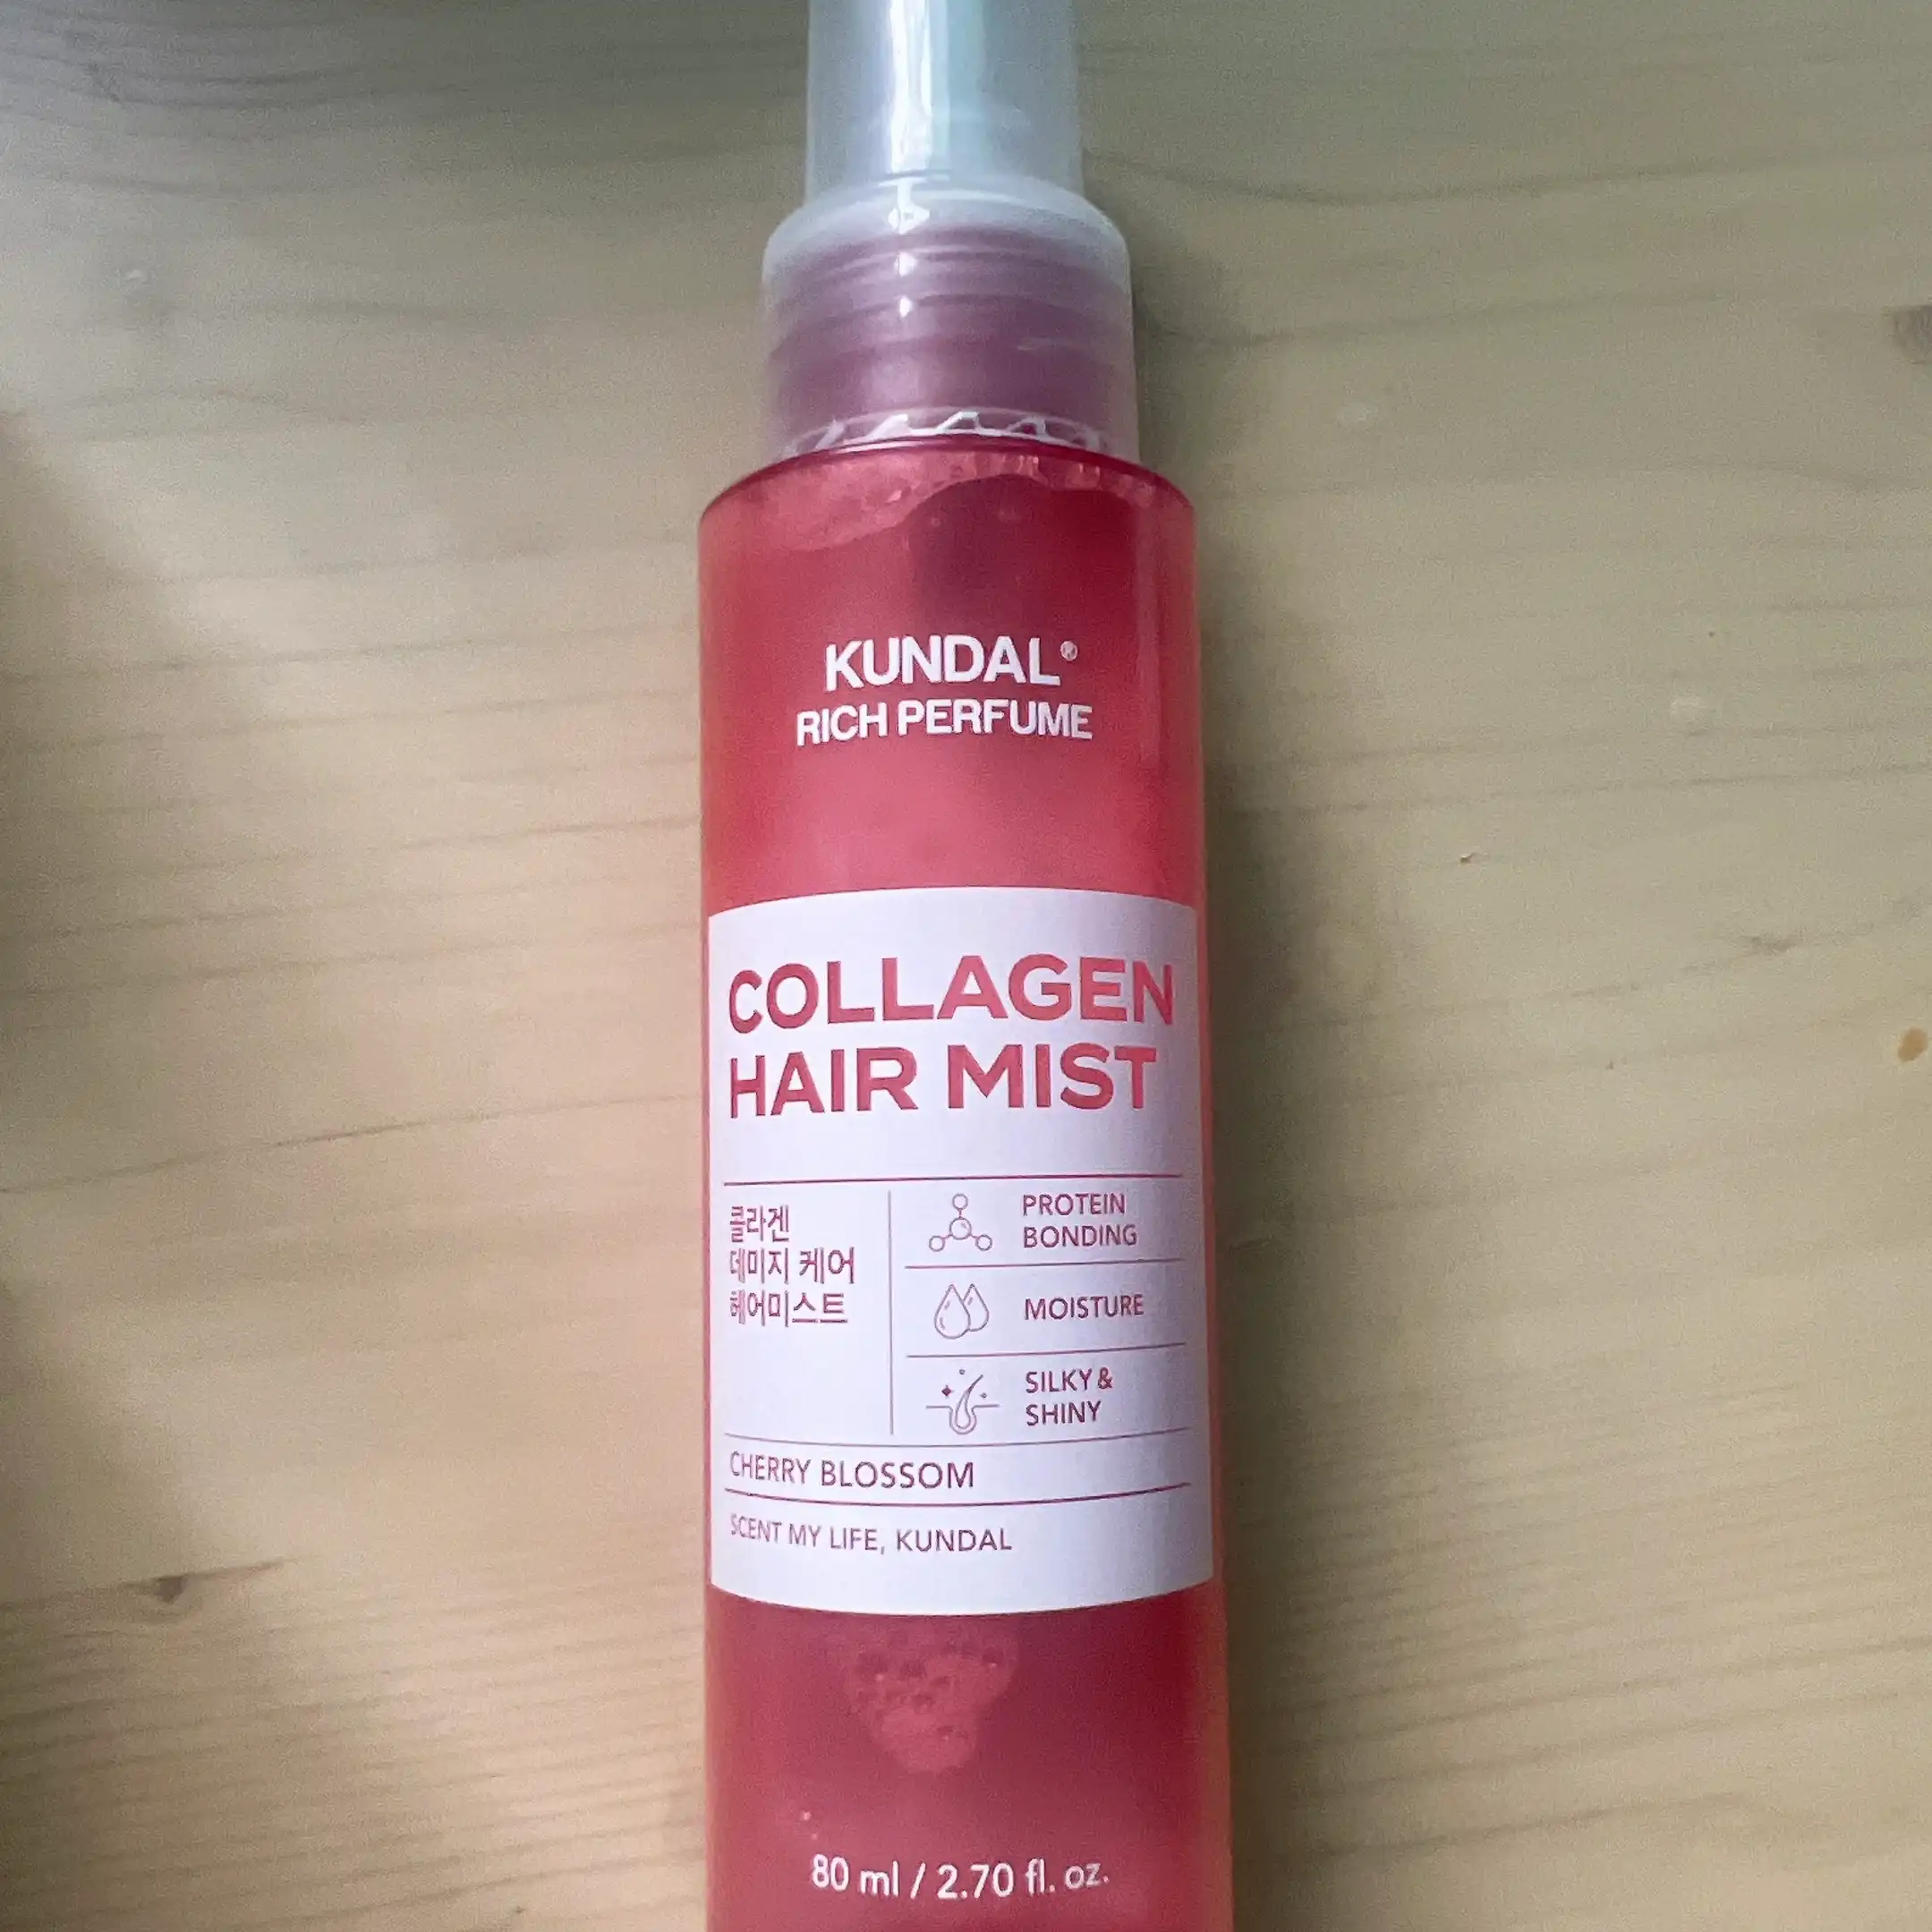 KUNDAL®
RICH PERFUME
COLLAGEN
HAIR MIST
콜라겐
데미지 케어
헤어미스트
PROTEIN
BONDING
MOISTURE
SILKY &
SHINY
CHERRY BLOSSOM
SCENT MY LIFE, KUNDAL
80 ml / 2.70 fl. oz.